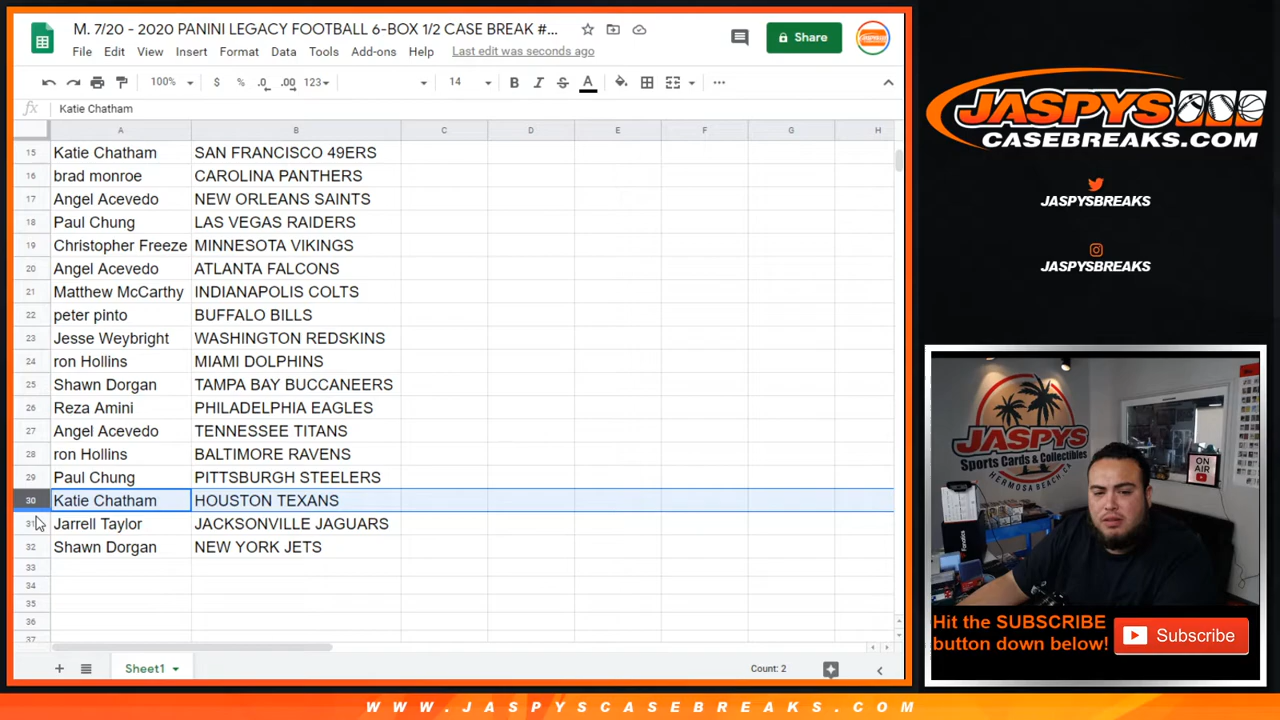 M. 7/20 - 2020 PANINI LEGACY FOOTBALL 6-BOX 1/2 CASE BREAK #...
File Edit View Insert Format Data Tools Add-ons Help Last edit was seconds ago
Share
100% $ % .0 .00 123 14 B I S A
fx Katie Chatham
A B C D E F G H
15 Katie Chatham SAN FRANCISCO 49ERS
16 brad monroe CAROLINA PANTHERS
17 Angel Acevedo NEW ORLEANS SAINTS
18 Paul Chung LAS VEGAS RAIDERS
19 Christopher Freeze MINNESOTA VIKINGS
20 Angel Acevedo ATLANTA FALCONS
21 Matthew McCarthy INDIANAPOLIS COLTS
22 peter pinto BUFFALO BILLS
23 Jesse Weybright WASHINGTON REDSKINS
24 ron Hollins MIAMI DOLPHINS
25 Shawn Dorgan TAMPA BAY BUCCANEERS
26 Reza Amini PHILADELPHIA EAGLES
27 Angel Acevedo TENNESSEE TITANS
28 ron Hollins BALTIMORE RAVENS
29 Paul Chung PITTSBURGH STEELERS
30 Katie Chatham HOUSTON TEXANS
31 Jarrell Taylor JACKSONVILLE JAGUARS
32 Shawn Dorgan NEW YORK JETS
33
34
35
36
37
Sheet1 Count: 2
JASPYS
CASEBREAKS.COM
JASPYSBREAKS
JASPYSBREAKS
JASPYS
Sports Cards & Collectibles
HERMOSA BEACH CA
ON
AIR
Fanatics
Hit the SUBSCRIBE
button down below!
Subscribe
WWW.JASPYSCASEBREAKS.COM